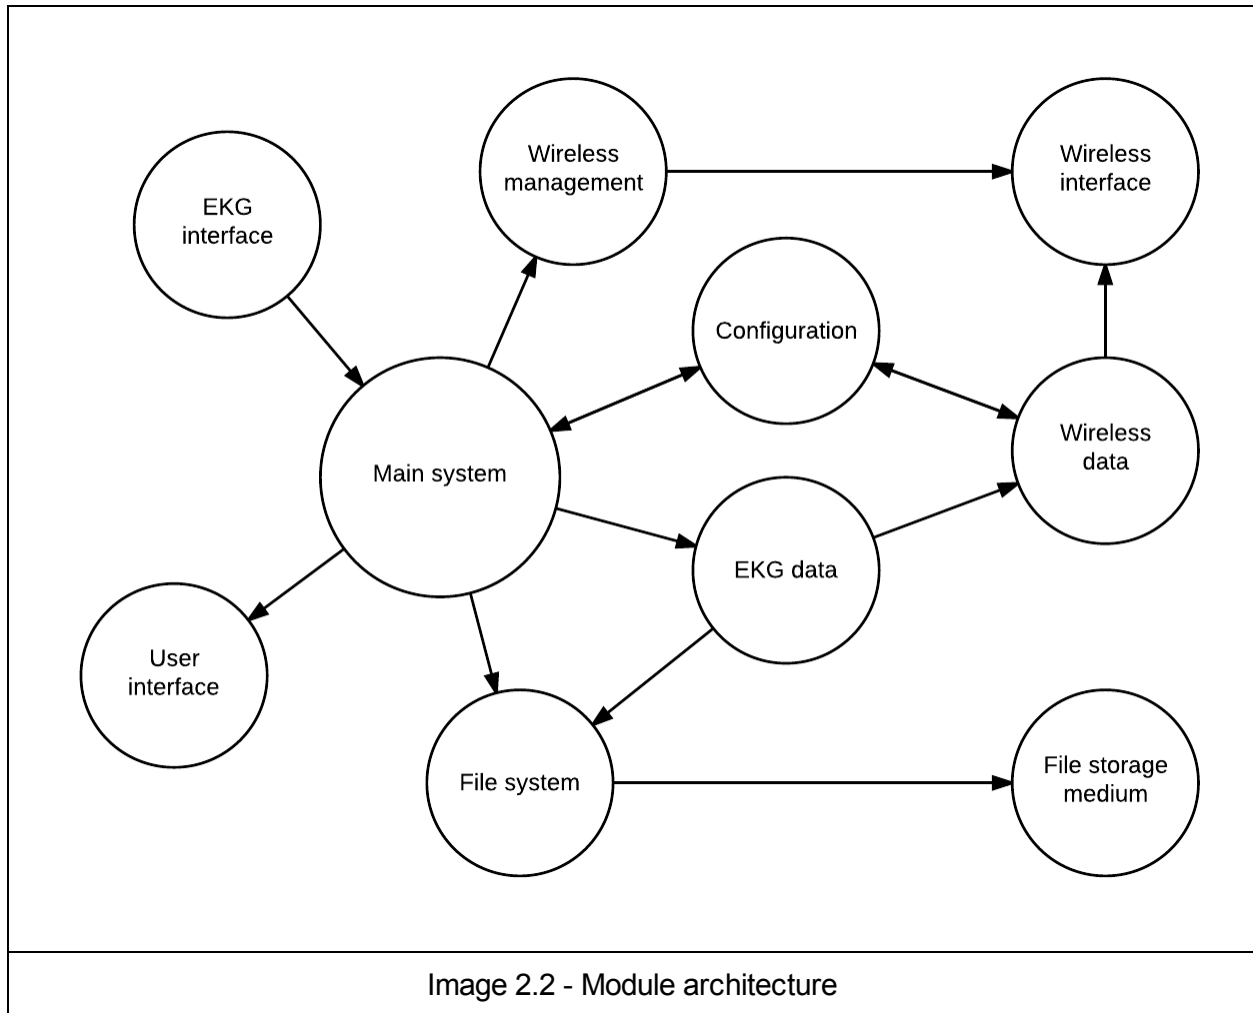 Wireless
management
Wireless
interface
EKG
interface
Configuration
Main system
Wireless
data
EKG data
User
interface
File system
File storage
medium
Image 2.2 - Module architecture